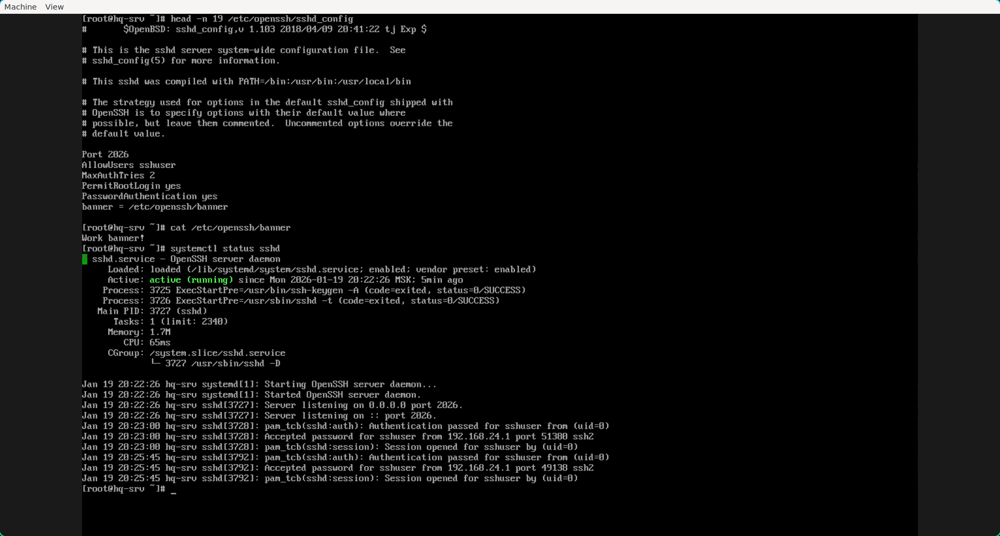 Machine View
[root@hq-srv ~]# head -n 19 /etc/openssh/sshd_config
#       $OpenBSD: sshd_config,v 1.103 2018/04/09 20:41:22 tj Exp $
# This is the sshd server system-wide configuration file.  See
# sshd_config(5) for more information.
# This sshd was compiled with PATH=/bin:/usr/bin:/usr/local/bin
# The strategy used for options in the default sshd_config shipped with
# OpenSSH is to specify options with their default value where
# possible, but leave them commented.  Uncommented options override the
# default value.
Port 2026
AllowUsers sshuser
MaxAuthTries 2
PermitRootLogin yes
PasswordAuthentication yes
banner = /etc/openssh/banner
[root@hq-srv ~]# cat /etc/openssh/banner
Work banner!
[root@hq-srv ~]# systemctl status sshd
? sshd.service - OpenSSH server daemon
     Loaded: loaded (/lib/systemd/system/sshd.service; enabled; vendor preset: enabled)
     Active: active (running) since Mon 2026-01-19 20:22:26 MSK; 5min ago
    Process: 3725 ExecStartPre=/usr/bin/ssh-keygen -A (code=exited, status=0/SUCCESS)
    Process: 3726 ExecStartPre=/usr/sbin/sshd -t (code=exited, status=0/SUCCESS)
   Main PID: 3727 (sshd)
      Tasks: 1 (limit: 2340)
     Memory: 1.7M
        CPU: 65ms
     CGroup: /system.slice/sshd.service
             └─ 3727 /usr/sbin/sshd -D
Jan 19 20:22:26 hq-srv systemd[1]: Starting OpenSSH server daemon...
Jan 19 20:22:26 hq-srv systemd[1]: Started OpenSSH server daemon.
Jan 19 20:22:26 hq-srv sshd[3727]: Server listening on 0.0.0.0 port 2026.
Jan 19 20:22:26 hq-srv sshd[3727]: Server listening on :: port 2026.
Jan 19 20:23:00 hq-srv sshd[3728]: pam_tcb(sshd:auth): Authentication passed for sshuser from (uid=0)
Jan 19 20:23:00 hq-srv sshd[3728]: Accepted password for sshuser from 192.168.24.1 port 51380 ssh2
Jan 19 20:23:00 hq-srv sshd[3728]: pam_tcb(sshd:session): Session opened for sshuser by (uid=0)
Jan 19 20:25:45 hq-srv sshd[3792]: pam_tcb(sshd:auth): Authentication passed for sshuser from (uid=0)
Jan 19 20:25:45 hq-srv sshd[3792]: Accepted password for sshuser from 192.168.24.1 port 49138 ssh2
Jan 19 20:25:45 hq-srv sshd[3792]: pam_tcb(sshd:session): Session opened for sshuser by (uid=0)
[root@hq-srv ~]# _